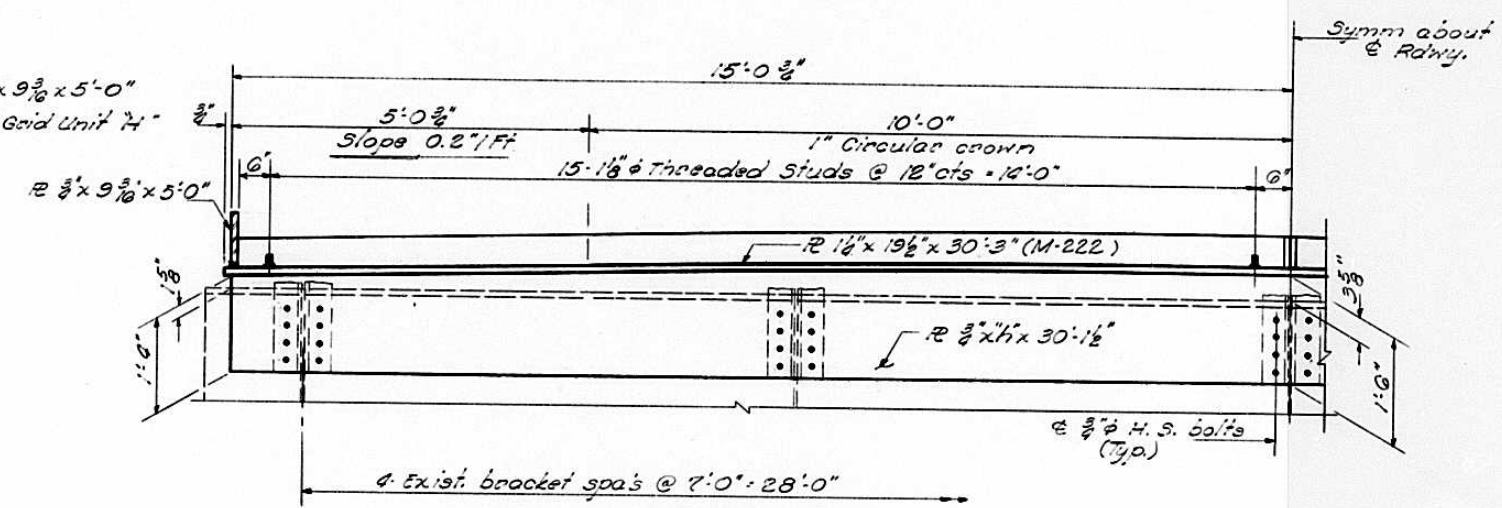 Symm about
℄ Rdwy.
15'-0 3/4"
x 9 3/16 x 5'-0"
Grid Unit "H"
3/4"
5'-0 3/4"
Slope 0.2"/Ft
10'-0"
1" Circular crown
6"
15-1 1/8" ϕ Threaded Studs @ 12" cts = 14'-0"
6"
℄ 3/4" x 9 3/16" x 5'-0"
℄ 1 1/4" x 19 1/2" x 30'-3" (M-222)
1 5/8"
3 5/8"
℄ 3/4" x "h" x 30'-1 1/2"
1'-4"
1'-6"
℄ 3/4" ϕ H. S. bolts
(Typ.)
4- Exist. bracket spa's @ 7'-0" = 28'-0"